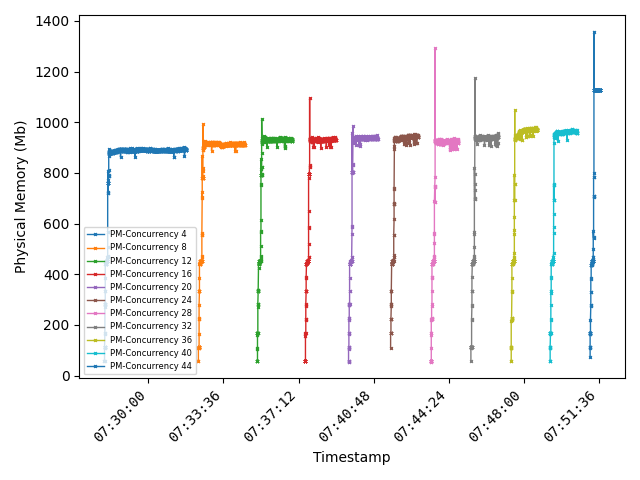 1400
1200
1000
800
600
400
200
0
Physical Memory (Mb)
PM-Concurrency 4
PM-Concurrency 8
PM-Concurrency 12
PM-Concurrency 16
PM-Concurrency 20
PM-Concurrency 24
PM-Concurrency 28
PM-Concurrency 32
PM-Concurrency 36
PM-Concurrency 40
PM-Concurrency 44
07:30:00
07:33:36
07:37:12
07:40:48
07:44:24
07:48:00
07:51:36
Timestamp